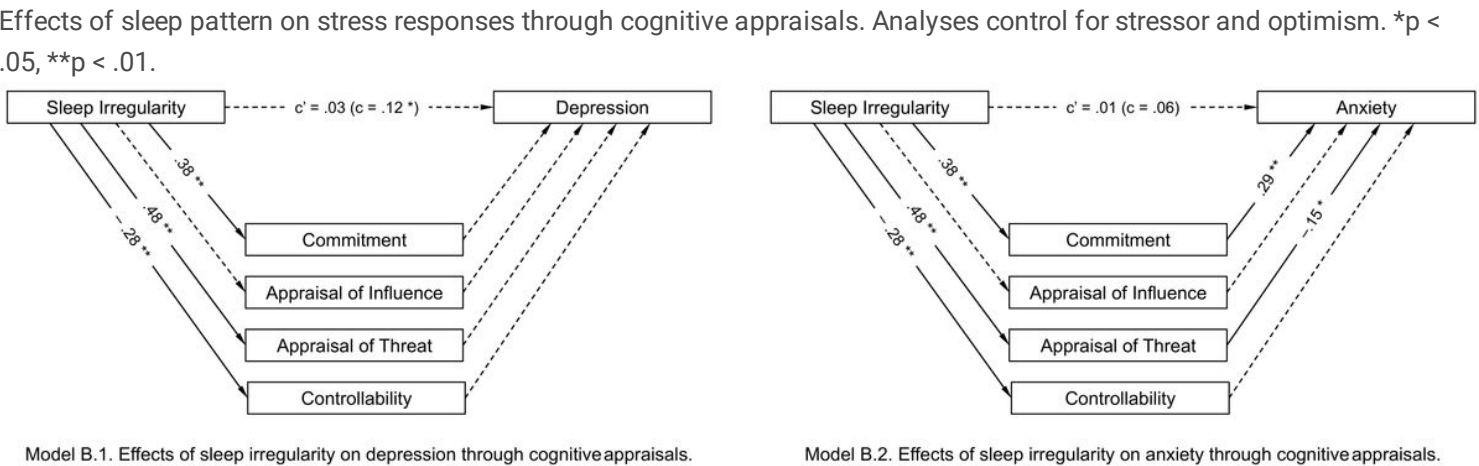 Effects of sleep pattern on stress responses through cognitive appraisals. Analyses control for stressor and optimism. *p <
.05, **p < .01.
Sleep Irregularity
c' = .03 (c = .12 *)
Depression
.38 **
.48 **
-.28 **
Commitment
Appraisal of Influence
Appraisal of Threat
Controllability
Model B.1. Effects of sleep irregularity on depression through cognitive appraisals.
Sleep Irregularity
c' = .01 (c = .06)
Anxiety
.38 **
.48 **
-.28 **
.29 **
-.15 *
Commitment
Appraisal of Influence
Appraisal of Threat
Controllability
Model B.2. Effects of sleep irregularity on anxiety through cognitive appraisals.